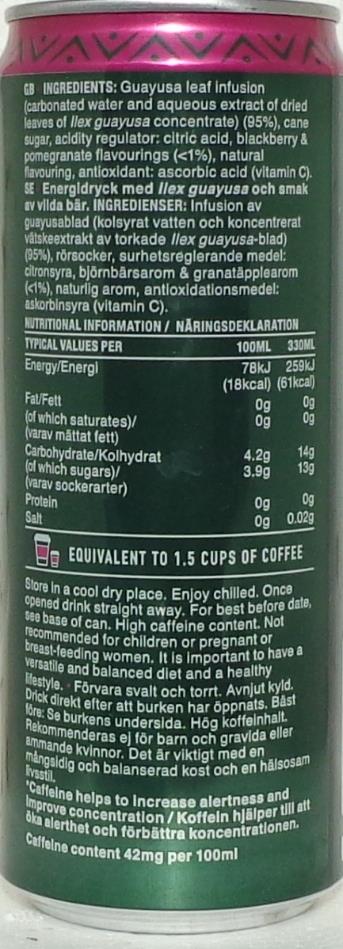 GB INGREDIENTS: Guayusa leaf infusion
(carbonated water and aqueous extract of dried
leaves of Ilex guayusa concentrate) (95%), cane
sugar, acidity regulator: citric acid, blackberry &
pomegranate flavourings (<1%), natural
flavouring, antioxidant: ascorbic acid (vitamin C).
SE Energidryck med Ilex guayusa och smak
av vilda bär. INGREDIENSER: Infusion av
guayusablad (kolsyrat vatten och koncentrerat
vätskeextrakt av torkade Ilex guayusa-blad)
(95%), rörsocker, surhetsreglerande medel:
citronsyra, björnbärsarom & granatäpplearom
(<1%), naturlig arom, antioxidationsmedel:
askorbinsyra (vitamin C).
NUTRITIONAL INFORMATION / NÄRINGSDEKLARATION
TYPICAL VALUES PER 100ML 330ML
Energy/Energi 78kJ 259kJ
(18kcal) (61kcal)
Fat/Fett 0g 0g
(of which saturates)/ 0g 0g
(varav mättat fett)
Carbohydrate/Kolhydrat 4.2g 14g
(of which sugars)/ 3.9g 13g
(varav sockerarter)
Protein 0g 0g
Salt 0g 0.02g
EQUIVALENT TO 1.5 CUPS OF COFFEE
Store in a cool dry place. Enjoy chilled. Once
opened drink straight away. For best before date,
see base of can. High caffeine content. Not
recommended for children or pregnant or
breast-feeding women. It is important to have a
versatile and balanced diet and a healthy
lifestyle. • Förvara svalt och torrt. Avnjut kyld.
Drick direkt efter att burken har öppnats. Bäst
före: Se burkens undersida. Hög koffeinhalt.
Rekommenderas ej för barn och gravida eller
ammande kvinnor. Det är viktigt med en
mångsidig och balanserad kost och en hälsosam
livsstil.
*Caffeine helps to increase alertness and
improve concentration / Koffein hjälper till att
öka alerthet och förbättra koncentrationen.
Caffeine content 42mg per 100ml